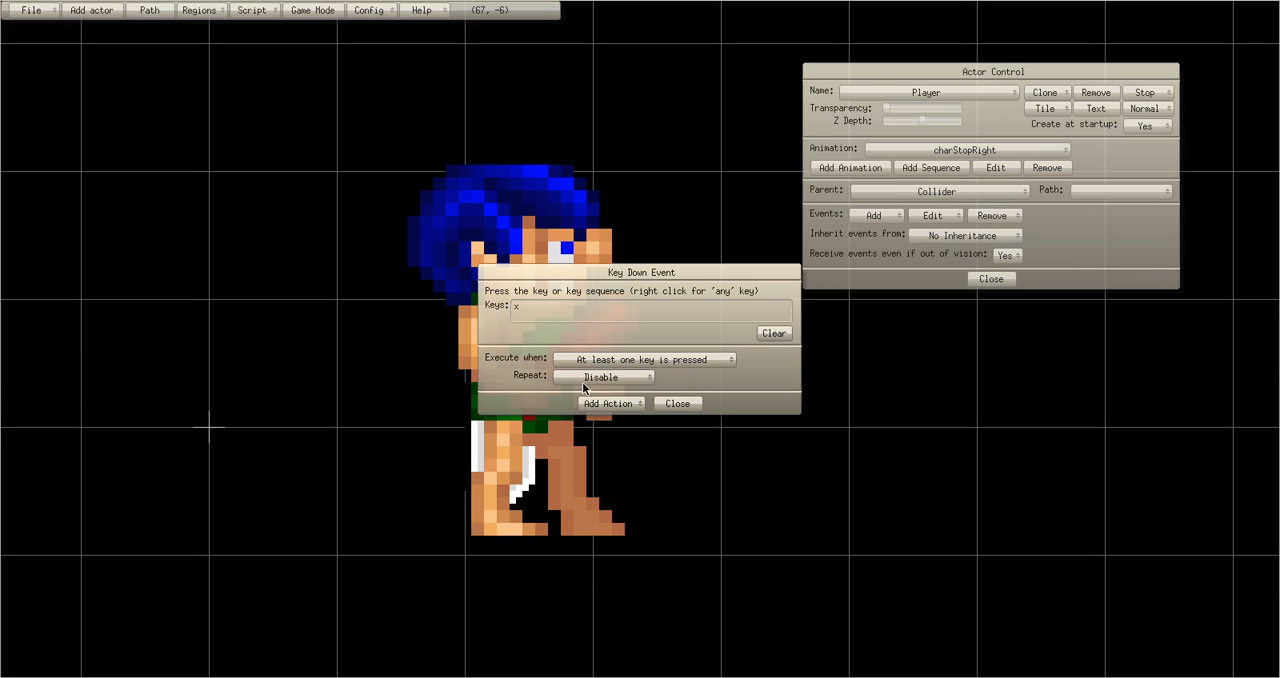 File Add actor Path Regions Script Game Mode Config Help (67, -6)
Actor Control
Name: Player Clone Remove Stop
Transparency: Tile Text Normal
Z Depth: Create at startup: Yes
Animation: charStopRight
Add Animation Add Sequence Edit Remove
Parent: Collider Path:
Events: Add Edit Remove
Inherit events from: No Inheritance
Receive events even if out of vision: Yes
Close
Key Down Event
Press the key or key sequence (right click for 'any' key)
Keys: x
Clear
Execute when: At least one key is pressed
Repeat: Disable
Add Action Close